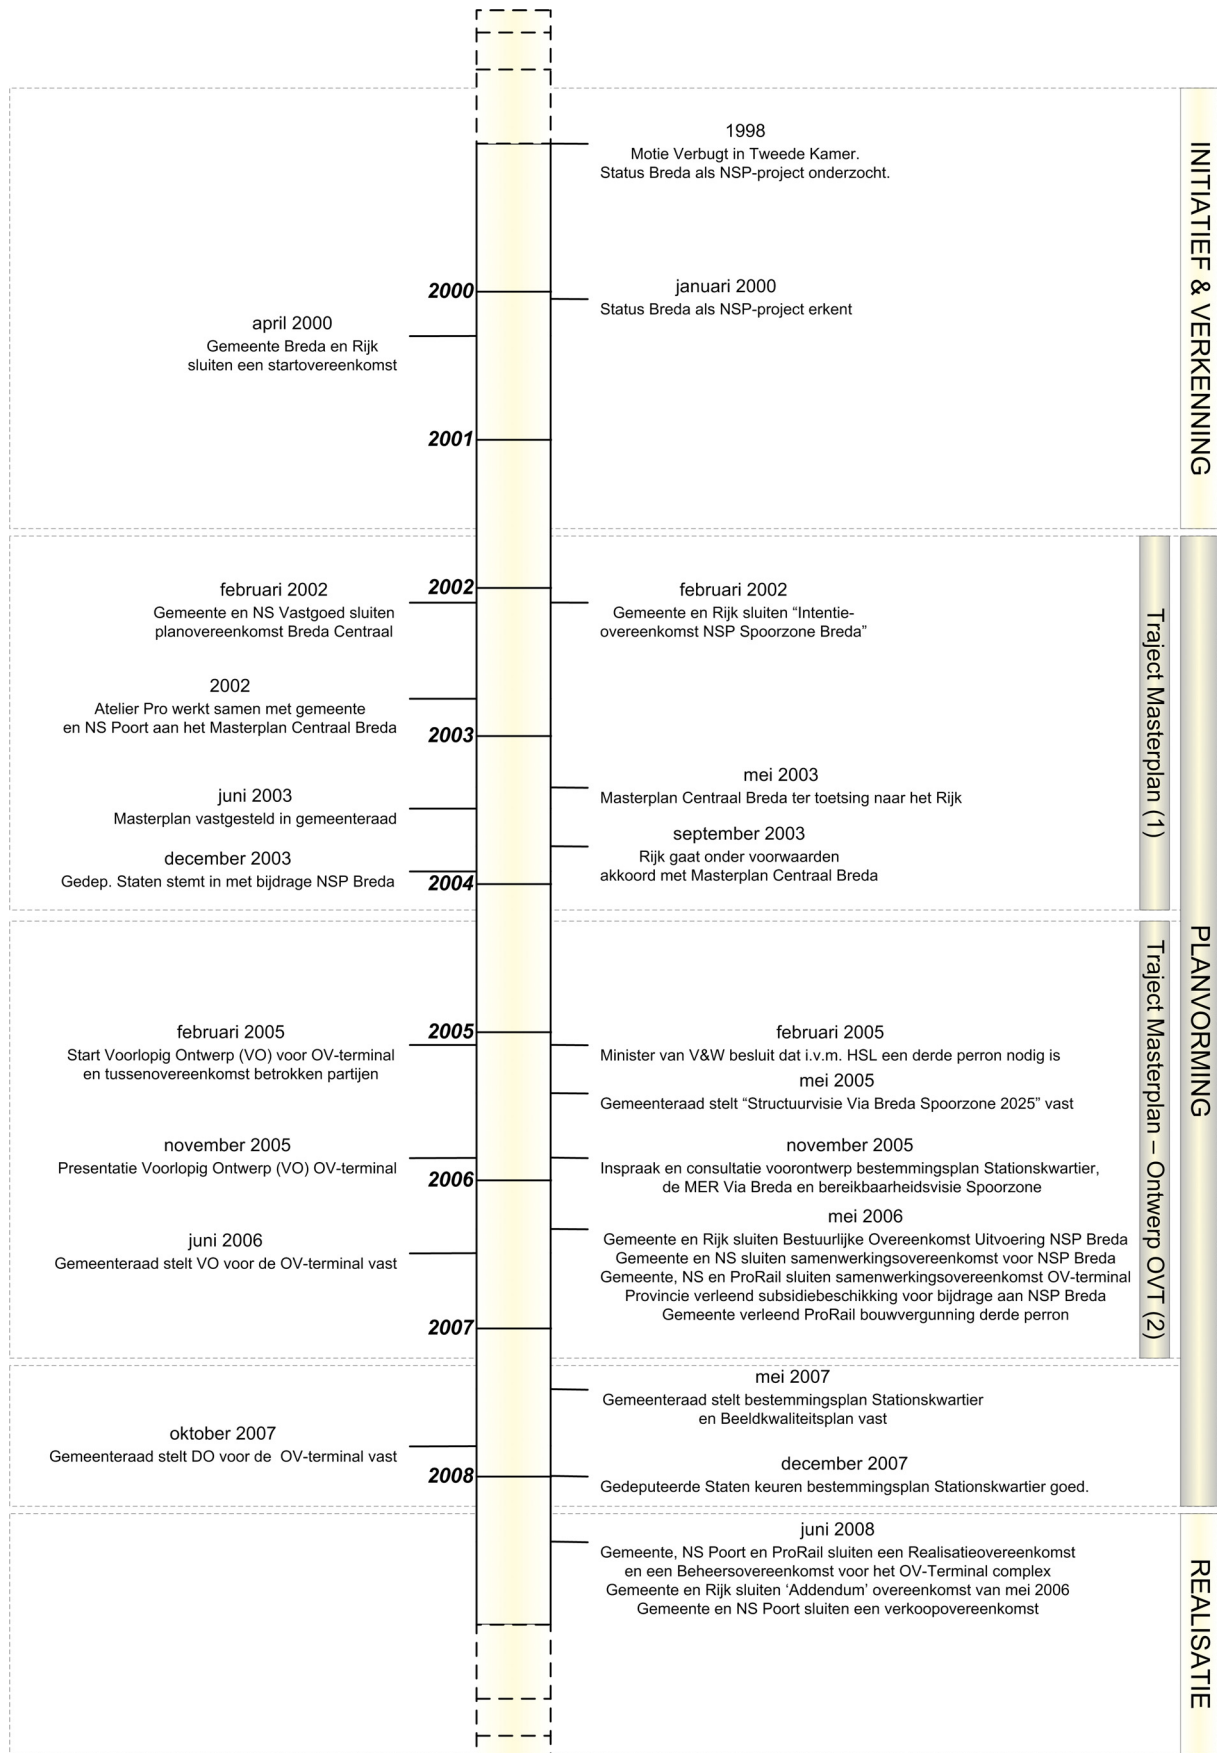 1998
Motie Verbugt in Tweede Kamer.
Status Breda als NSP-project onderzocht.
INITIATIEF & VERKENNING
2000
januari 2000
Status Breda als NSP-project erkent
april 2000
Gemeente Breda en Rijk
sluiten een startovereenkomst
2001
2002
februari 2002
Gemeente en NS Vastgoed sluiten
planovereenkomst Breda Centraal
februari 2002
Gemeente en Rijk sluiten “Intentie-
overeenkomst NSP Spoorzone Breda”
Traject Masterplan (1)
PLANVORMING
2002
Atelier Pro werkt samen met gemeente
en NS Poort aan het Masterplan Centraal Breda
2003
mei 2003
Masterplan Centraal Breda ter toetsing naar het Rijk
juni 2003
Masterplan vastgesteld in gemeenteraad
september 2003
Rijk gaat onder voorwaarden
akkoord met Masterplan Centraal Breda
december 2003
Gedep. Staten stemt in met bijdrage NSP Breda
2004
Traject Masterplan – Ontwerp OVT (2)
2005
februari 2005
Start Voorlopig Ontwerp (VO) voor OV-terminal
en tussenovereenkomst betrokken partijen
februari 2005
Minister van V&W besluit dat i.v.m. HSL een derde perron nodig is
mei 2005
Gemeenteraad stelt “Structuurvisie Via Breda Spoorzone 2025” vast
november 2005
Presentatie Voorlopig Ontwerp (VO) OV-terminal
november 2005
Inspraak en consultatie voorontwerp bestemmingsplan Stationskwartier,
de MER Via Breda en bereikbaarheidsvisie Spoorzone
2006
mei 2006
Gemeente en Rijk sluiten Bestuurlijke Overeenkomst Uitvoering NSP Breda
Gemeente en NS sluiten samenwerkingsovereenkomst voor NSP Breda
Gemeente, NS en ProRail sluiten samenwerkingsovereenkomst OV-terminal
Provincie verleend subsidiebeschikking voor bijdrage aan NSP Breda
Gemeente verleend ProRail bouwvergunning derde perron
juni 2006
Gemeenteraad stelt VO voor de OV-terminal vast
2007
mei 2007
Gemeenteraad stelt bestemmingsplan Stationskwartier
en Beeldkwaliteitsplan vast
oktober 2007
Gemeenteraad stelt DO voor de OV-terminal vast
2008
december 2007
Gedeputeerde Staten keuren bestemmingsplan Stationskwartier goed.
juni 2008
Gemeente, NS Poort en ProRail sluiten een Realisatieovereenkomst
en een Beheersovereenkomst voor het OV-Terminal complex
Gemeente en Rijk sluiten ‘Addendum’ overeenkomst van mei 2006
Gemeente en NS Poort sluiten een verkoopovereenkomst
REALISATIE